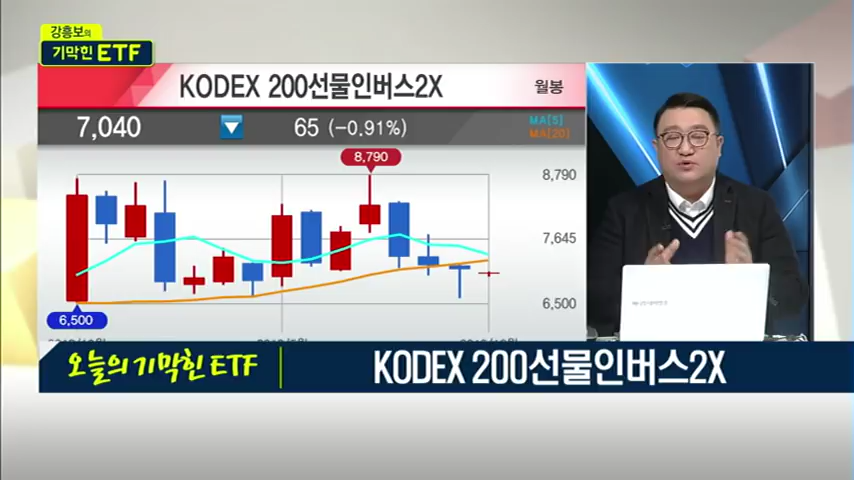 강흥보의
기막힌 ETF
KODEX 200선물인버스2X
월봉
7,040 ▼ 65 (-0.91%)
MA[5]
MA[20]
8,790
8,790
7,645
6,500
6,500
오늘의 기막힌 ETF
KODEX 200선물인버스2X